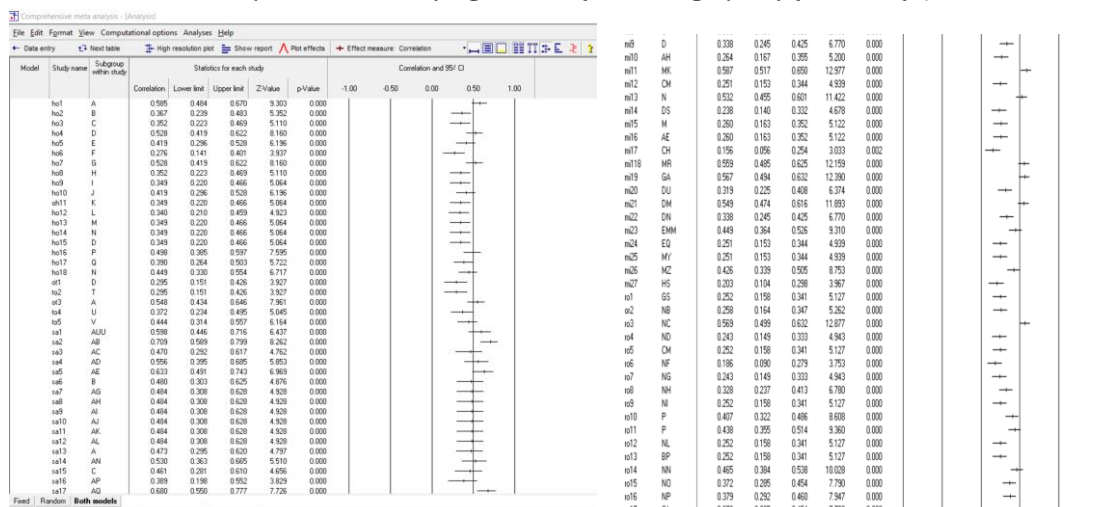 Comprehensive meta analysis - [Analysis]
File Edit Format View Computational options Analyses Help
Data entry Next table High resolution plot Show report Plot effects Effect measure: Correlation
Model Study name Subgroup within study Statistics for each study Correlation and 95% CI
Correlation Lower limit Upper limit Z-Value p-Value -1.00 -0.50 0.00 0.50 1.00
ho1 A 0.585 0.484 0.670 9.303 0.000
ho2 B 0.367 0.239 0.483 5.352 0.000
ho3 C 0.352 0.223 0.469 5.110 0.000
ho4 D 0.528 0.419 0.622 8.160 0.000
ho5 E 0.419 0.296 0.528 6.196 0.000
ho6 F 0.276 0.141 0.401 3.937 0.000
ho7 G 0.528 0.419 0.622 8.160 0.000
ho8 H 0.352 0.223 0.469 5.110 0.000
ho9 I 0.349 0.220 0.466 5.064 0.000
ho10 J 0.419 0.296 0.528 6.196 0.000
oh11 K 0.349 0.220 0.466 5.064 0.000
ho12 L 0.340 0.210 0.459 4.923 0.000
ho13 M 0.349 0.220 0.466 5.064 0.000
ho14 N 0.349 0.220 0.466 5.064 0.000
ho15 D 0.349 0.220 0.466 5.064 0.000
ho16 P 0.498 0.385 0.597 7.595 0.000
ho17 Q 0.390 0.264 0.503 5.722 0.000
ho18 N 0.449 0.330 0.554 6.717 0.000
ot1 D 0.295 0.151 0.426 3.927 0.000
to2 T 0.295 0.151 0.426 3.927 0.000
ot3 A 0.548 0.434 0.646 7.961 0.000
to4 U 0.372 0.234 0.495 5.045 0.000
to5 V 0.444 0.314 0.557 6.164 0.000
sa1 AUU 0.598 0.446 0.716 6.437 0.000
sa2 AB 0.709 0.589 0.799 8.262 0.000
sa3 AC 0.470 0.292 0.617 4.762 0.000
sa4 AD 0.556 0.395 0.685 5.853 0.000
sa5 AE 0.633 0.491 0.743 6.969 0.000
sa6 B 0.480 0.303 0.625 4.876 0.000
sa7 AG 0.484 0.308 0.628 4.928 0.000
sa8 AH 0.484 0.308 0.628 4.928 0.000
sa9 AI 0.484 0.308 0.628 4.928 0.000
sa10 AJ 0.484 0.308 0.628 4.928 0.000
sa11 AK 0.484 0.308 0.628 4.928 0.000
sa12 AL 0.484 0.308 0.628 4.928 0.000
sa13 A 0.473 0.295 0.620 4.797 0.000
sa14 AN 0.530 0.363 0.665 5.510 0.000
sa15 C 0.461 0.281 0.610 4.656 0.000
sa16 AP 0.389 0.198 0.552 3.829 0.000
sa17 AQ 0.680 0.550 0.777 7.726 0.000
Fixed Random Both models
mi9 D 0.338 0.245 0.425 6.770 0.000
mi10 AH 0.264 0.167 0.355 5.200 0.000
mi11 MK 0.587 0.517 0.650 12.977 0.000
mi12 CM 0.251 0.153 0.344 4.939 0.000
mi13 N 0.532 0.455 0.601 11.422 0.000
mi14 DS 0.238 0.140 0.332 4.678 0.000
mi15 M 0.260 0.163 0.352 5.122 0.000
mi16 AE 0.260 0.163 0.352 5.122 0.000
mi17 CH 0.156 0.056 0.254 3.033 0.002
mi118 MR 0.559 0.485 0.625 12.159 0.000
mi19 GA 0.567 0.494 0.632 12.390 0.000
mi20 DU 0.319 0.225 0.408 6.374 0.000
mi21 DM 0.549 0.474 0.616 11.893 0.000
mi22 DN 0.338 0.245 0.425 6.770 0.000
mi23 EMM 0.449 0.364 0.526 9.310 0.000
mi24 EQ 0.251 0.153 0.344 4.939 0.000
mi25 MY 0.251 0.153 0.344 4.939 0.000
mi26 MZ 0.426 0.339 0.505 8.753 0.000
mi27 HS 0.203 0.104 0.298 3.967 0.000
ro1 GS 0.252 0.158 0.341 5.127 0.000
or2 NB 0.258 0.164 0.347 5.262 0.000
ro3 NC 0.569 0.499 0.632 12.877 0.000
ro4 ND 0.243 0.149 0.333 4.943 0.000
ro5 CM 0.252 0.158 0.341 5.127 0.000
ro6 NF 0.186 0.090 0.279 3.753 0.000
ro7 NG 0.243 0.149 0.333 4.943 0.000
ro8 NH 0.328 0.237 0.413 6.780 0.000
ro9 NI 0.252 0.158 0.341 5.127 0.000
ro10 P 0.407 0.322 0.486 8.608 0.000
ro11 P 0.438 0.355 0.514 9.360 0.000
ro12 NL 0.252 0.158 0.341 5.127 0.000
ro13 BP 0.252 0.158 0.341 5.127 0.000
ro14 NN 0.465 0.384 0.538 10.028 0.000
ro15 NO 0.372 0.285 0.454 7.790 0.000
ro16 NP 0.379 0.292 0.460 7.947 0.000